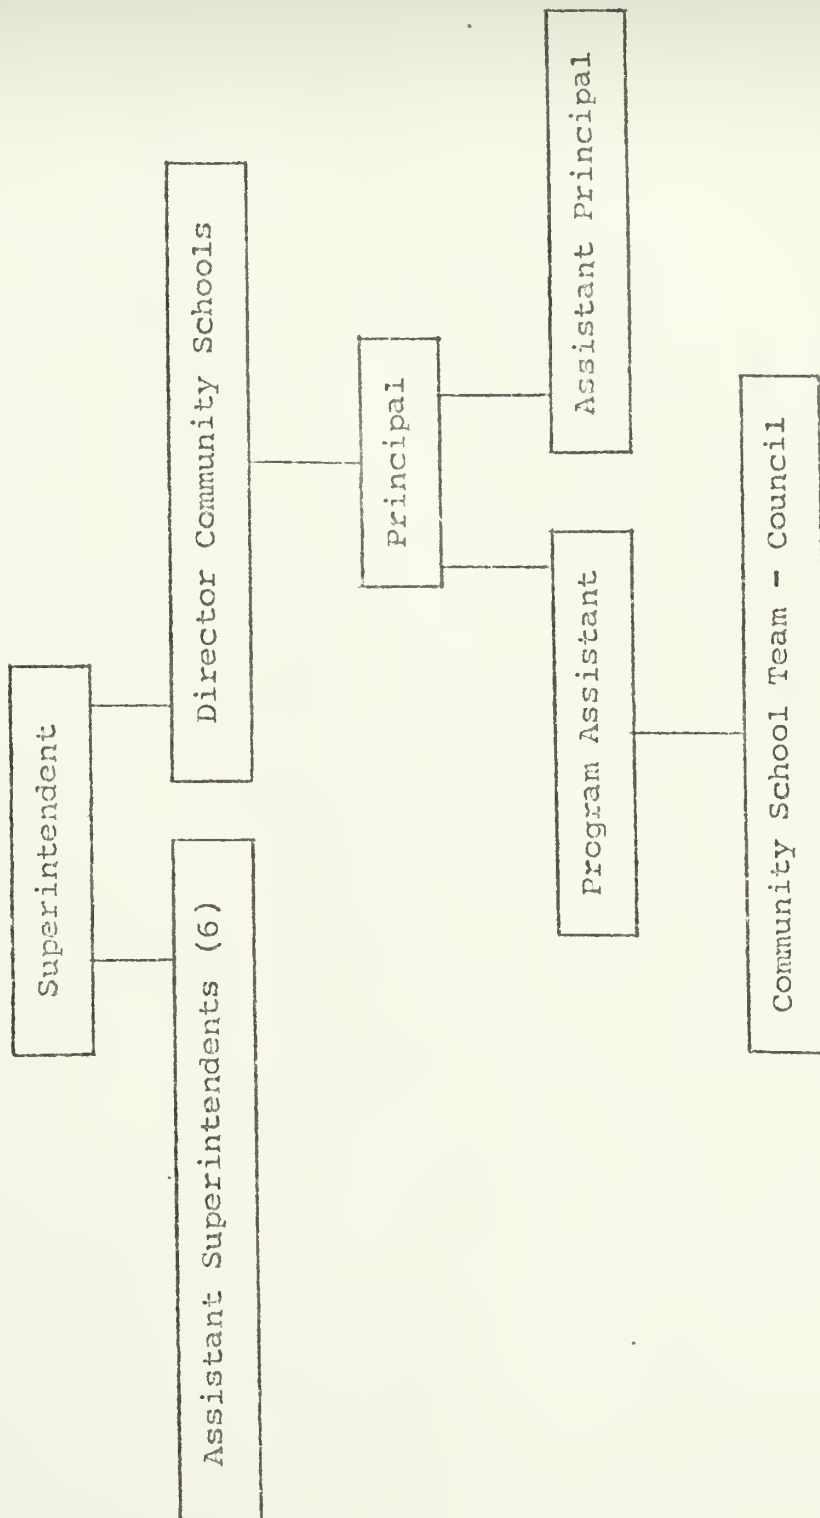 Superintendent
Assistant Superintendents (6)
Director Community Schools
Principal
Program Assistant
Assistant Principal
Community School Team - Council